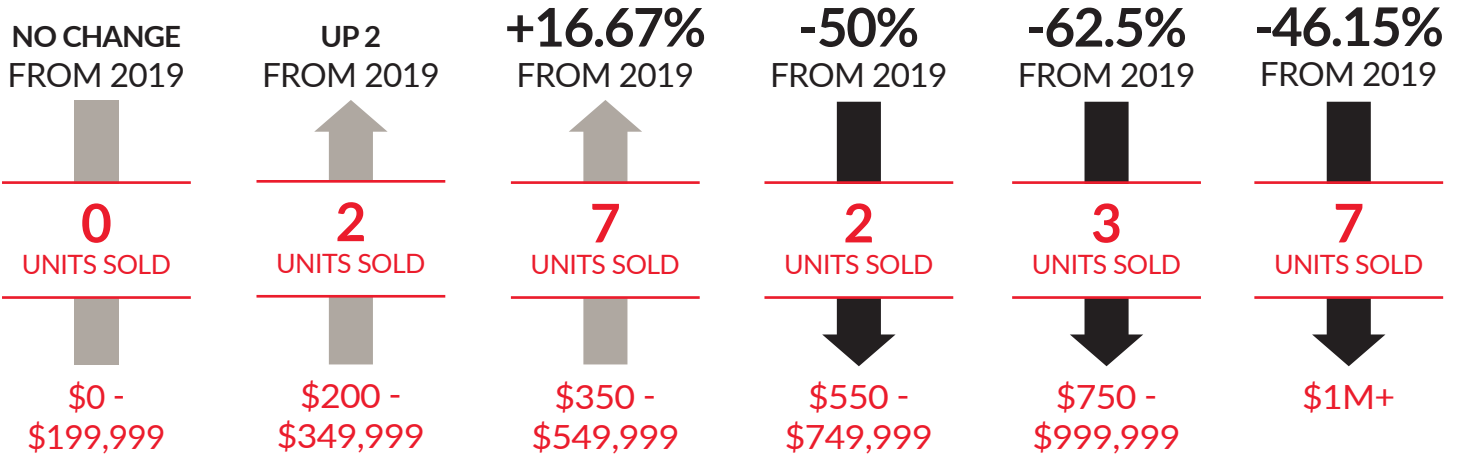 NO CHANGE
FROM 2019
0
UNITS SOLD
$0 -
$199,999
UP 2
FROM 2019
2
UNITS SOLD
$200 -
$349,999
+16.67%
FROM 2019
7
UNITS SOLD
$350 -
$549,999
-50%
FROM 2019
2
UNITS SOLD
$550 -
$749,999
-62.5%
FROM 2019
3
UNITS SOLD
$750 -
$999,999
-46.15%
FROM 2019
7
UNITS SOLD
$1M+